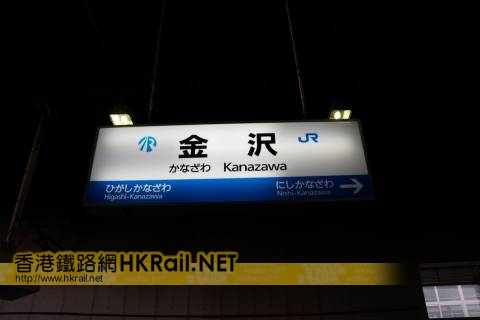 金沢
JR
かなざわ Kanazawa
ひがしかなざわ
Higashi-Kanazawa
にしかなざわ
Nishi-Kanazawa
香港鐵路網HKRail.NET
http://www.hkrail.net
HKRail.NET